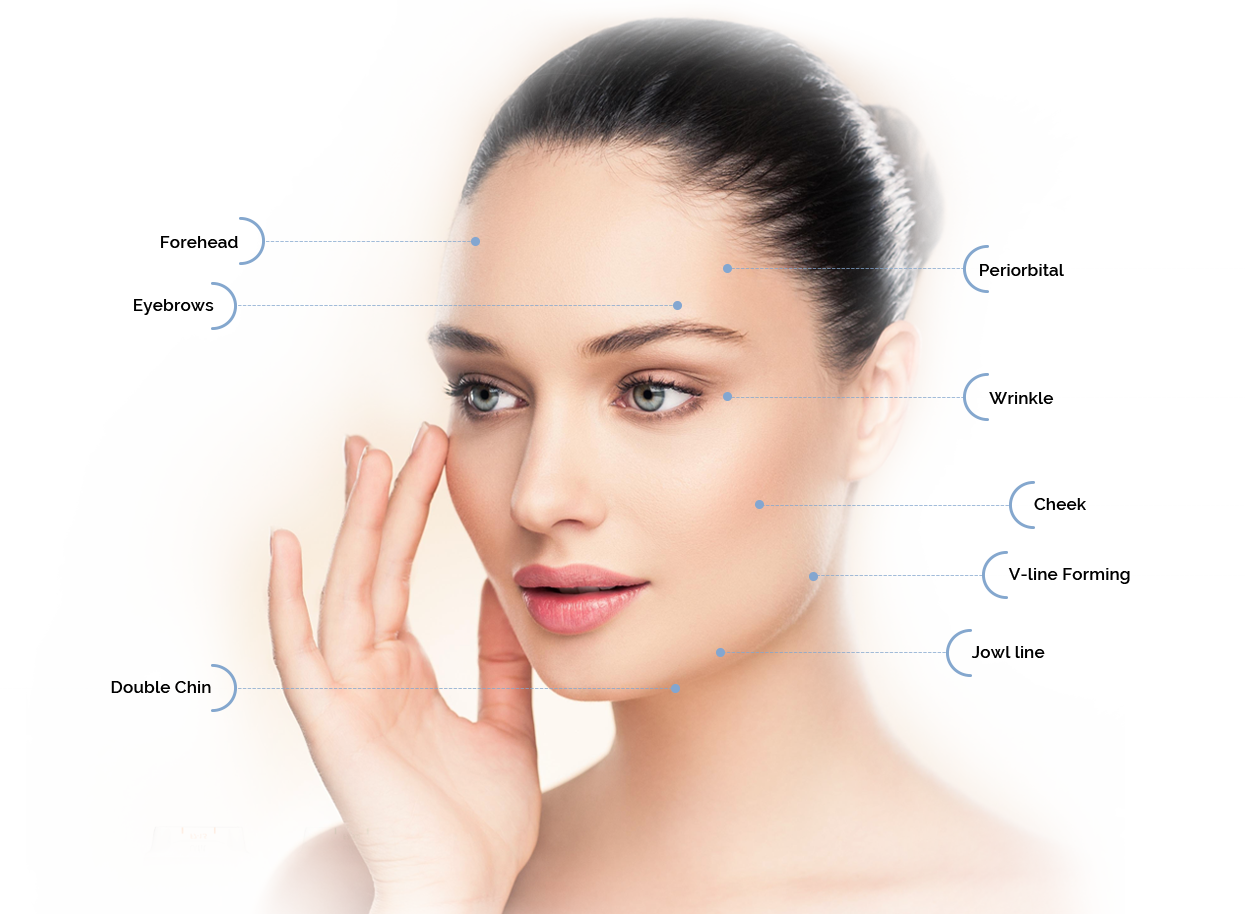 Forehead
Periorbital
Eyebrows
Wrinkle
Cheek
V-line Forming
Jowl line
Double Chin